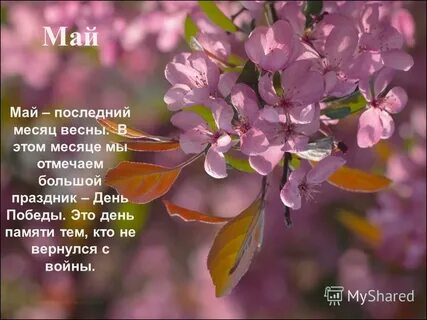 Май
Май – последний
месяц весны. В
этом месяце мы
отмечаем
большой
праздник – День
Победы. Это день
памяти тем, кто не
вернулся с
войны.
MyShared